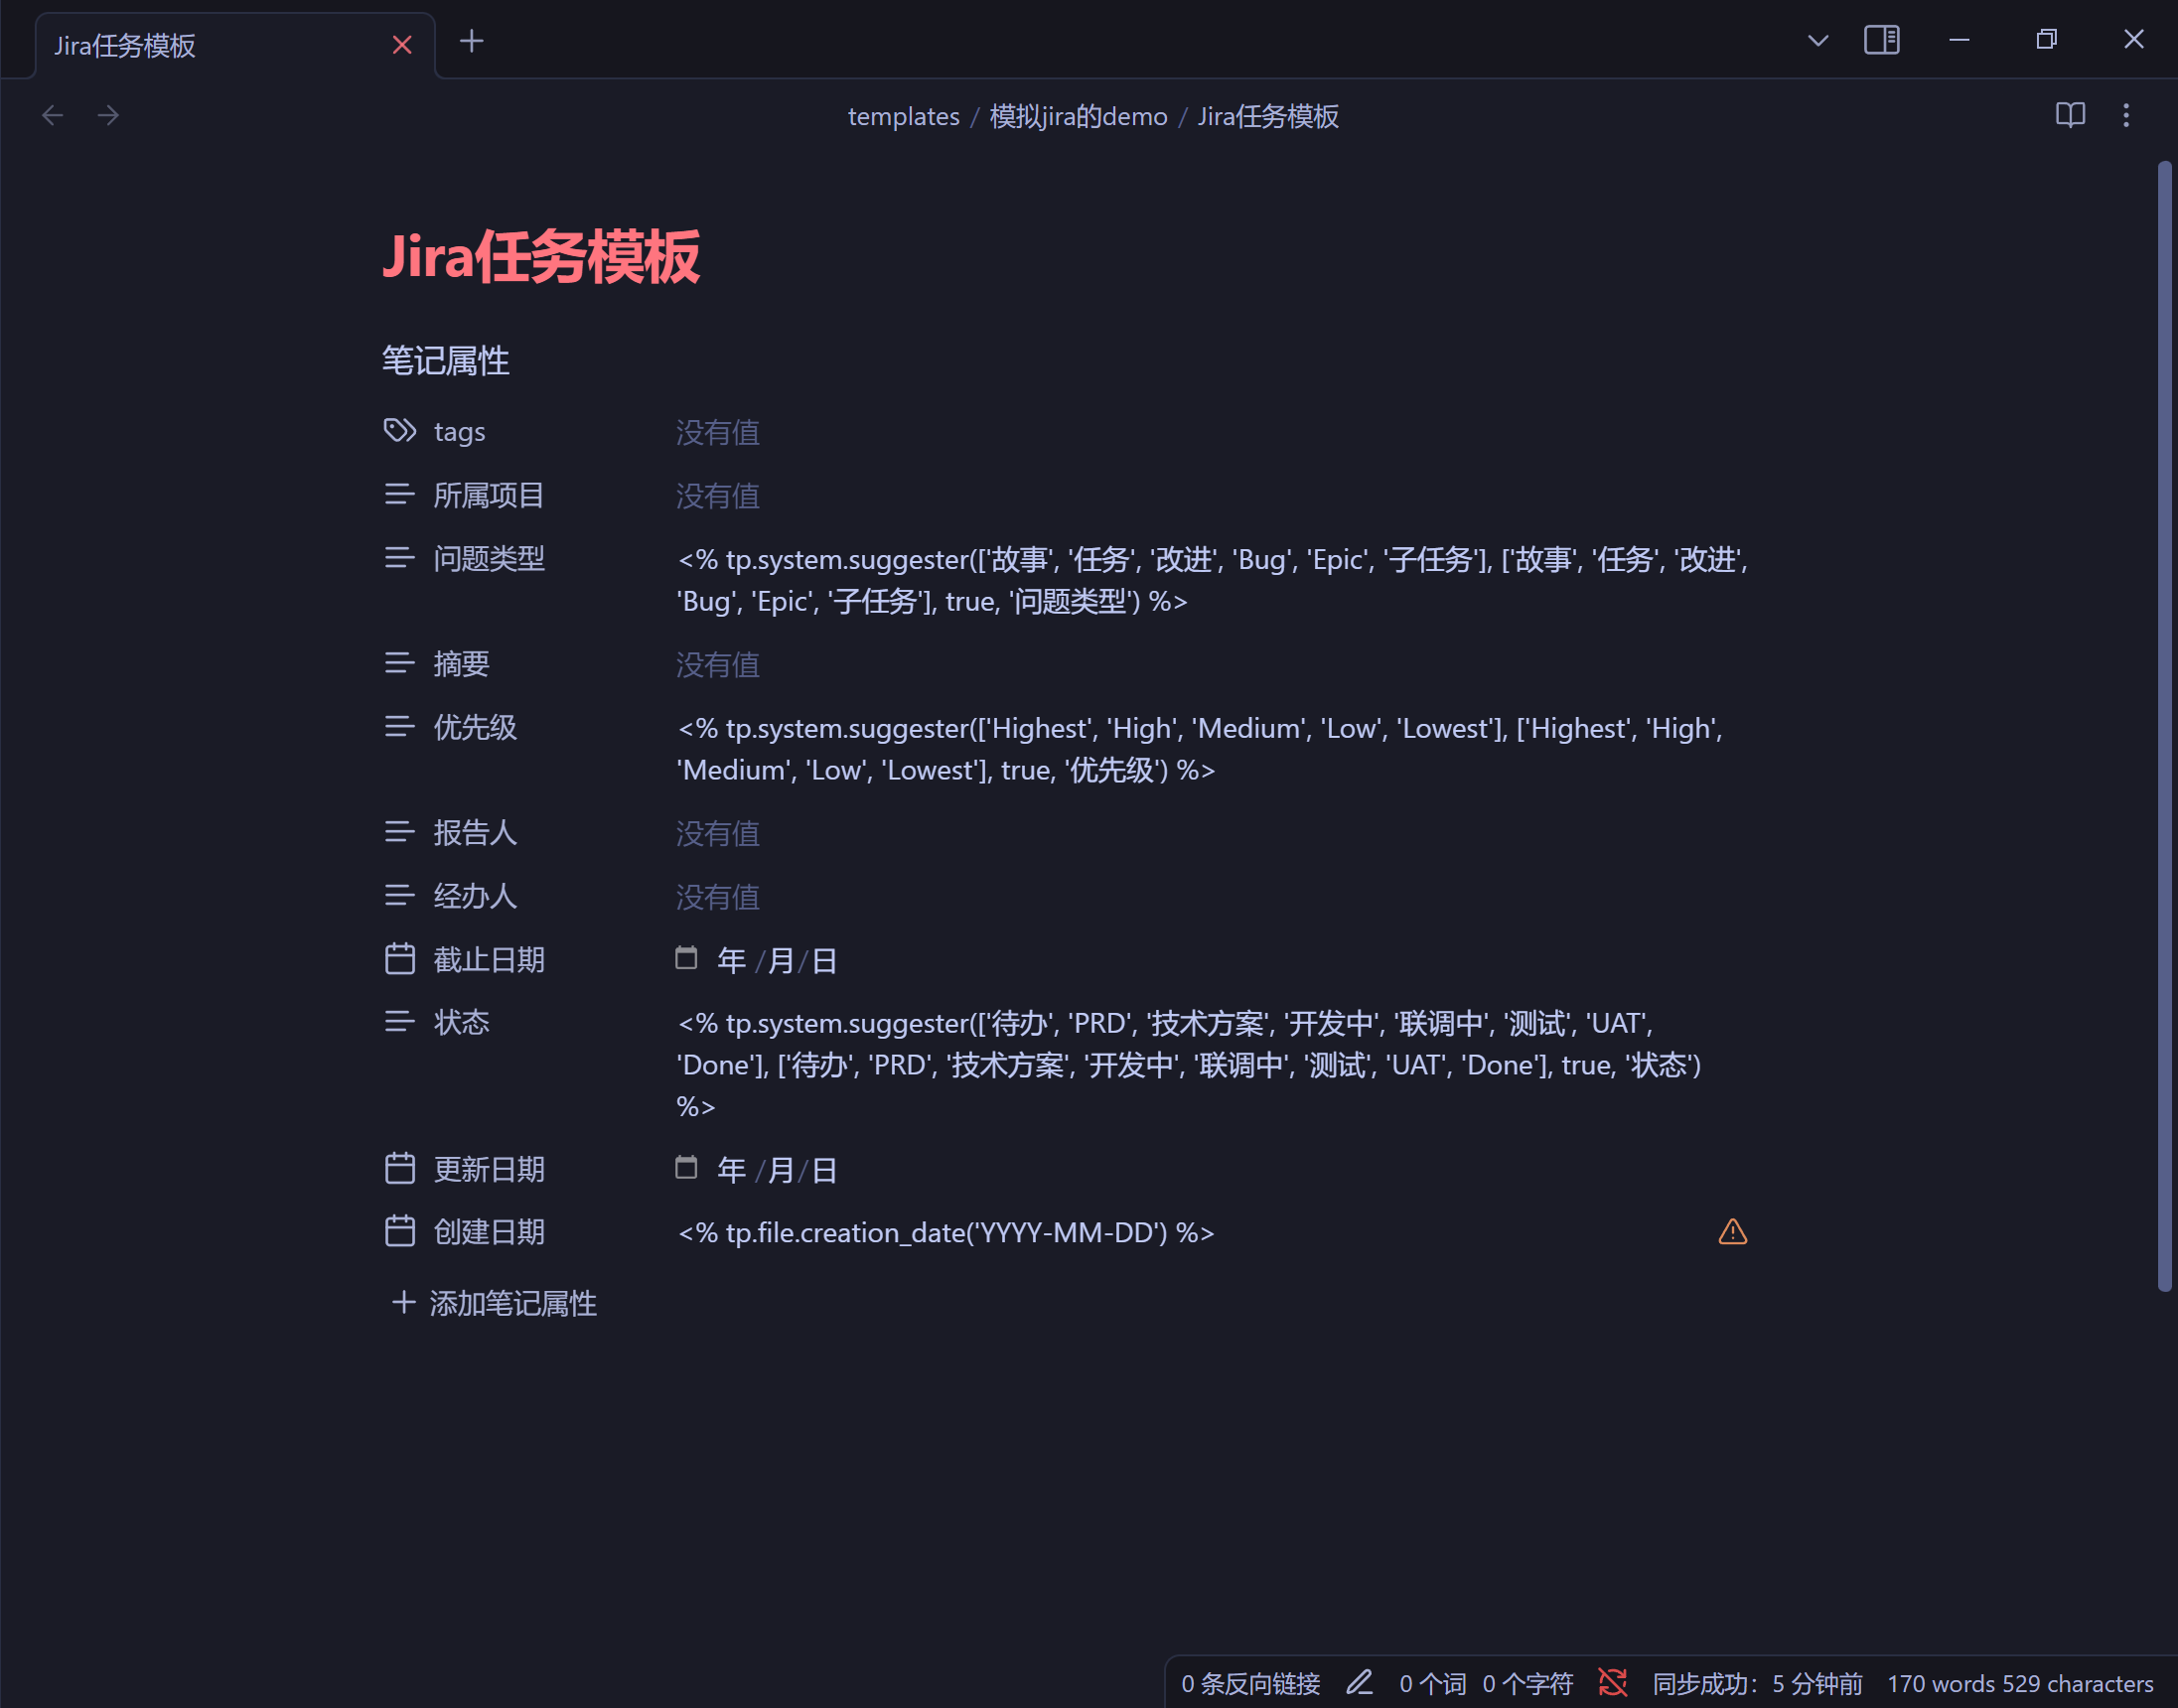 Jira任务模板
templates / 模拟jira的demo / Jira任务模板
Jira任务模板
笔记属性
tags 没有值
所属项目 没有值
问题类型 <% tp.system.suggester(['故事', '任务', '改进', 'Bug', 'Epic', '子任务'], ['故事', '任务', '改进',
'Bug', 'Epic', '子任务'], true, '问题类型') %>
摘要 没有值
优先级 <% tp.system.suggester(['Highest', 'High', 'Medium', 'Low', 'Lowest'], ['Highest', 'High',
'Medium', 'Low', 'Lowest'], true, '优先级') %>
报告人 没有值
经办人 没有值
截止日期 年 /月/日
状态 <% tp.system.suggester(['待办', 'PRD', '技术方案', '开发中', '联调中', '测试', 'UAT',
'Done'], ['待办', 'PRD', '技术方案', '开发中', '联调中', '测试', 'UAT', 'Done'], true, '状态')
%>
更新日期 年 /月/日
创建日期 <% tp.file.creation_date('YYYY-MM-DD') %>
添加笔记属性
0 条反向链接 0 个词 0 个字符 同步成功：5 分钟前 170 words 529 characters